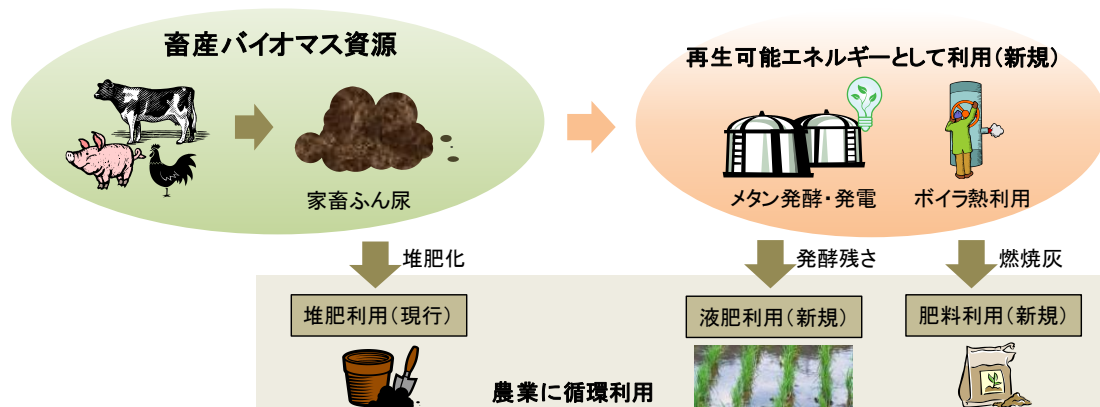 畜産バイオマス資源
再生可能エネルギーとして利用(新規)
家畜ふん尿
メタン発酵・発電
ボイラ熱利用
堆肥化
発酵残さ
燃焼灰
堆肥利用(現行)
液肥利用(新規)
肥料利用(新規)
農業に循環利用